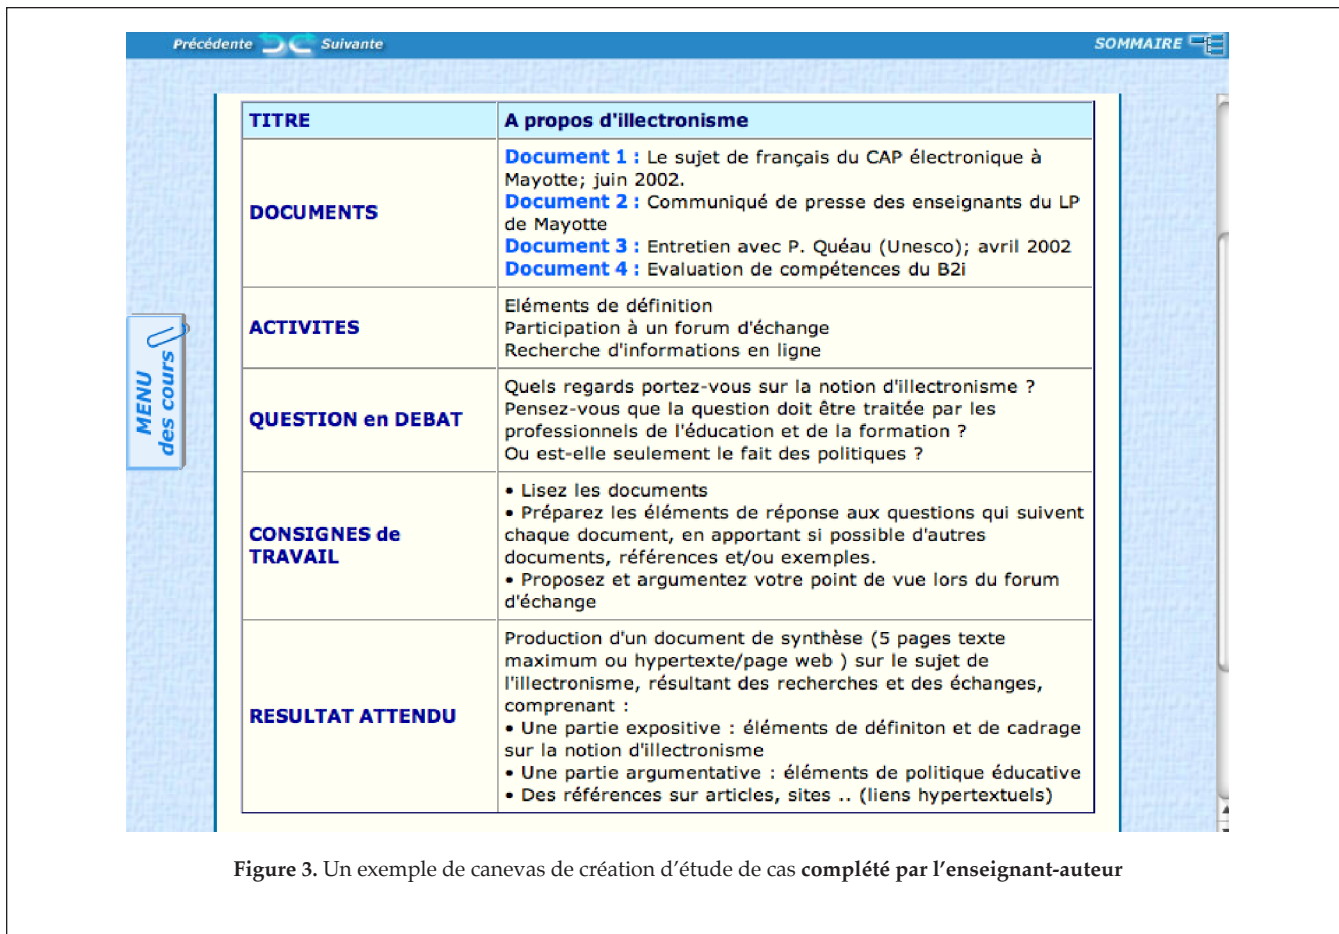 Précédente Suivante
SOMMAIRE
MENU
des cours
TITRE
A propos d'illectronisme
DOCUMENTS
Document 1 : Le sujet de français du CAP électronique à
Mayotte; juin 2002.
Document 2 : Communiqué de presse des enseignants du LP
de Mayotte
Document 3 : Entretien avec P. Quéau (Unesco); avril 2002
Document 4 : Evaluation de compétences du B2i
ACTIVITES
Eléments de définition
Participation à un forum d'échange
Recherche d'informations en ligne
QUESTION en DEBAT
Quels regards portez-vous sur la notion d'illectronisme ?
Pensez-vous que la question doit être traitée par les
professionnels de l'éducation et de la formation ?
Ou est-elle seulement le fait des politiques ?
CONSIGNES de
TRAVAIL
• Lisez les documents
• Préparez les éléments de réponse aux questions qui suivent
chaque document, en apportant si possible d'autres
documents, références et/ou exemples.
• Proposez et argumentez votre point de vue lors du forum
d'échange
RESULTAT ATTENDU
Production d'un document de synthèse (5 pages texte
maximum ou hypertexte/page web ) sur le sujet de
l'illectronisme, résultant des recherches et des échanges,
comprenant :
• Une partie expositive : éléments de définiton et de cadrage
sur la notion d'illectronisme
• Une partie argumentative : éléments de politique éducative
• Des références sur articles, sites .. (liens hypertextuels)
Figure 3. Un exemple de canevas de création d'étude de cas complété par l'enseignant-auteur